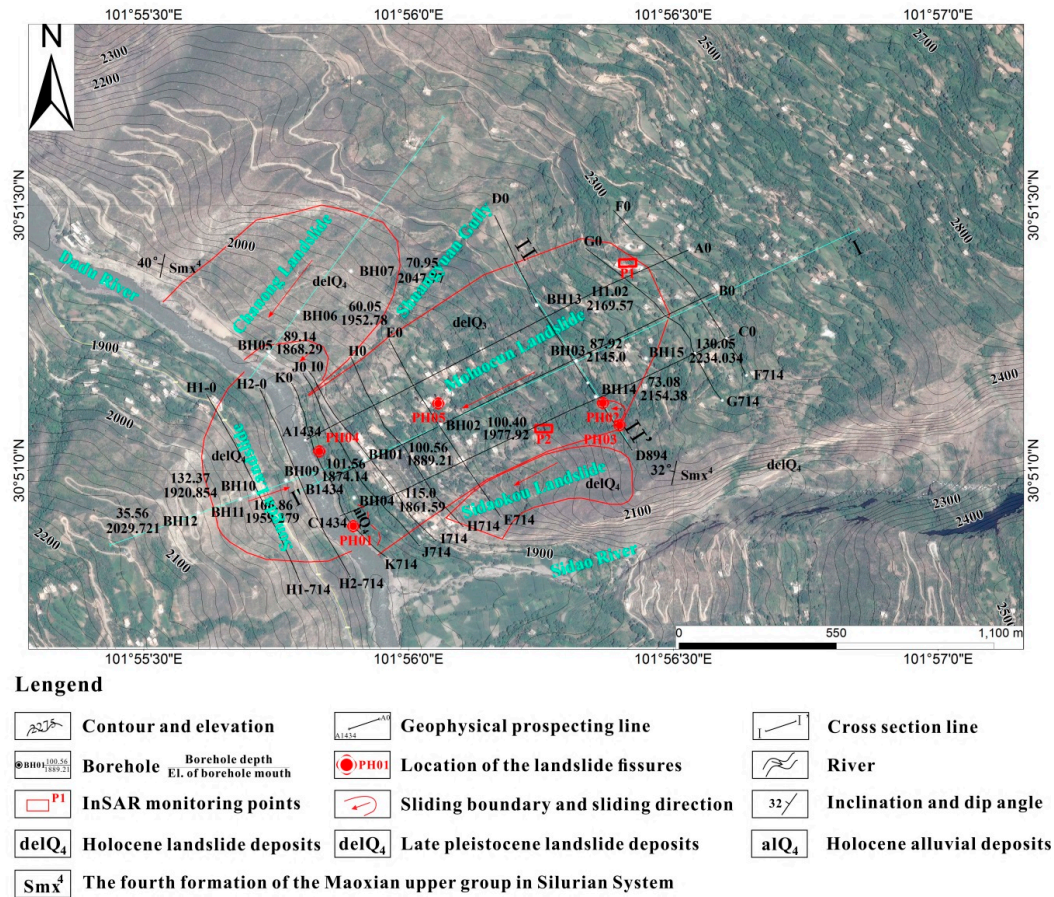 101°55'30"E 101°56'0"E 101°56'30"E 101°57'0"E
N
2300
2200
2500
2700
30°51'30"N
30°51'30"N
2300
D0
F0
2000
Shuangyuan Gully
II
G0
A0
I
2800
40°
Smx4
BH07 70.95
2047.27
P1
Dadu River
Chezong Landslide
delQ4
B0
60.05
BH06 1952.78
E0
BH13 111.02
2169.57
delQ3
89.14
BH05 1868.29
H0
C0
1900
87.92
BH03 2145.0
130.05
BH15 2234.034
J0 I0
K0
Momocun Landslide
F714
2400
H1-0
H2-0
BH14 73.08
2154.38
G714
2000
PH05
PH02
A1434
PH04
BH02 100.40
1977.92
P2
PH03
II'
D894
30°51'0"N
30°51'0"N
delQ4
BH01 100.56
1889.21
32°
Smx4
delQ4
132.37
1920.854
BH10
BH09 101.56
1874.14
I'
B1434
Sidaokou Landslide
delQ4
35.56
2029.721
BH12
BH11
BH04 115.0
1861.59
2100
2300
C1434
alQ4
H714
E714
2400
2200
PH01
I714
J714
1900
2100
K714
Sidao River
H1-714
H2-714
0 550 1,100 m
101°55'30"E 101°56'0"E 101°56'30"E 101°57'0"E
Lengend
2275 Contour and elevation
A1434 A0 Geophysical prospecting line
I I' Cross section line
BH01 100.56
1889.21 Borehole Borehole depth
El. of borehole mouth
PH01 Location of the landslide fissures
River
P1 InSAR monitoring points
Sliding boundary and sliding direction
32 Inclination and dip angle
delQ4 Holocene landslide deposits
delQ4 Late pleistocene landslide deposits
alQ4 Holocene alluvial deposits
Smx4 The fourth formation of the Maoxian upper group in Silurian System